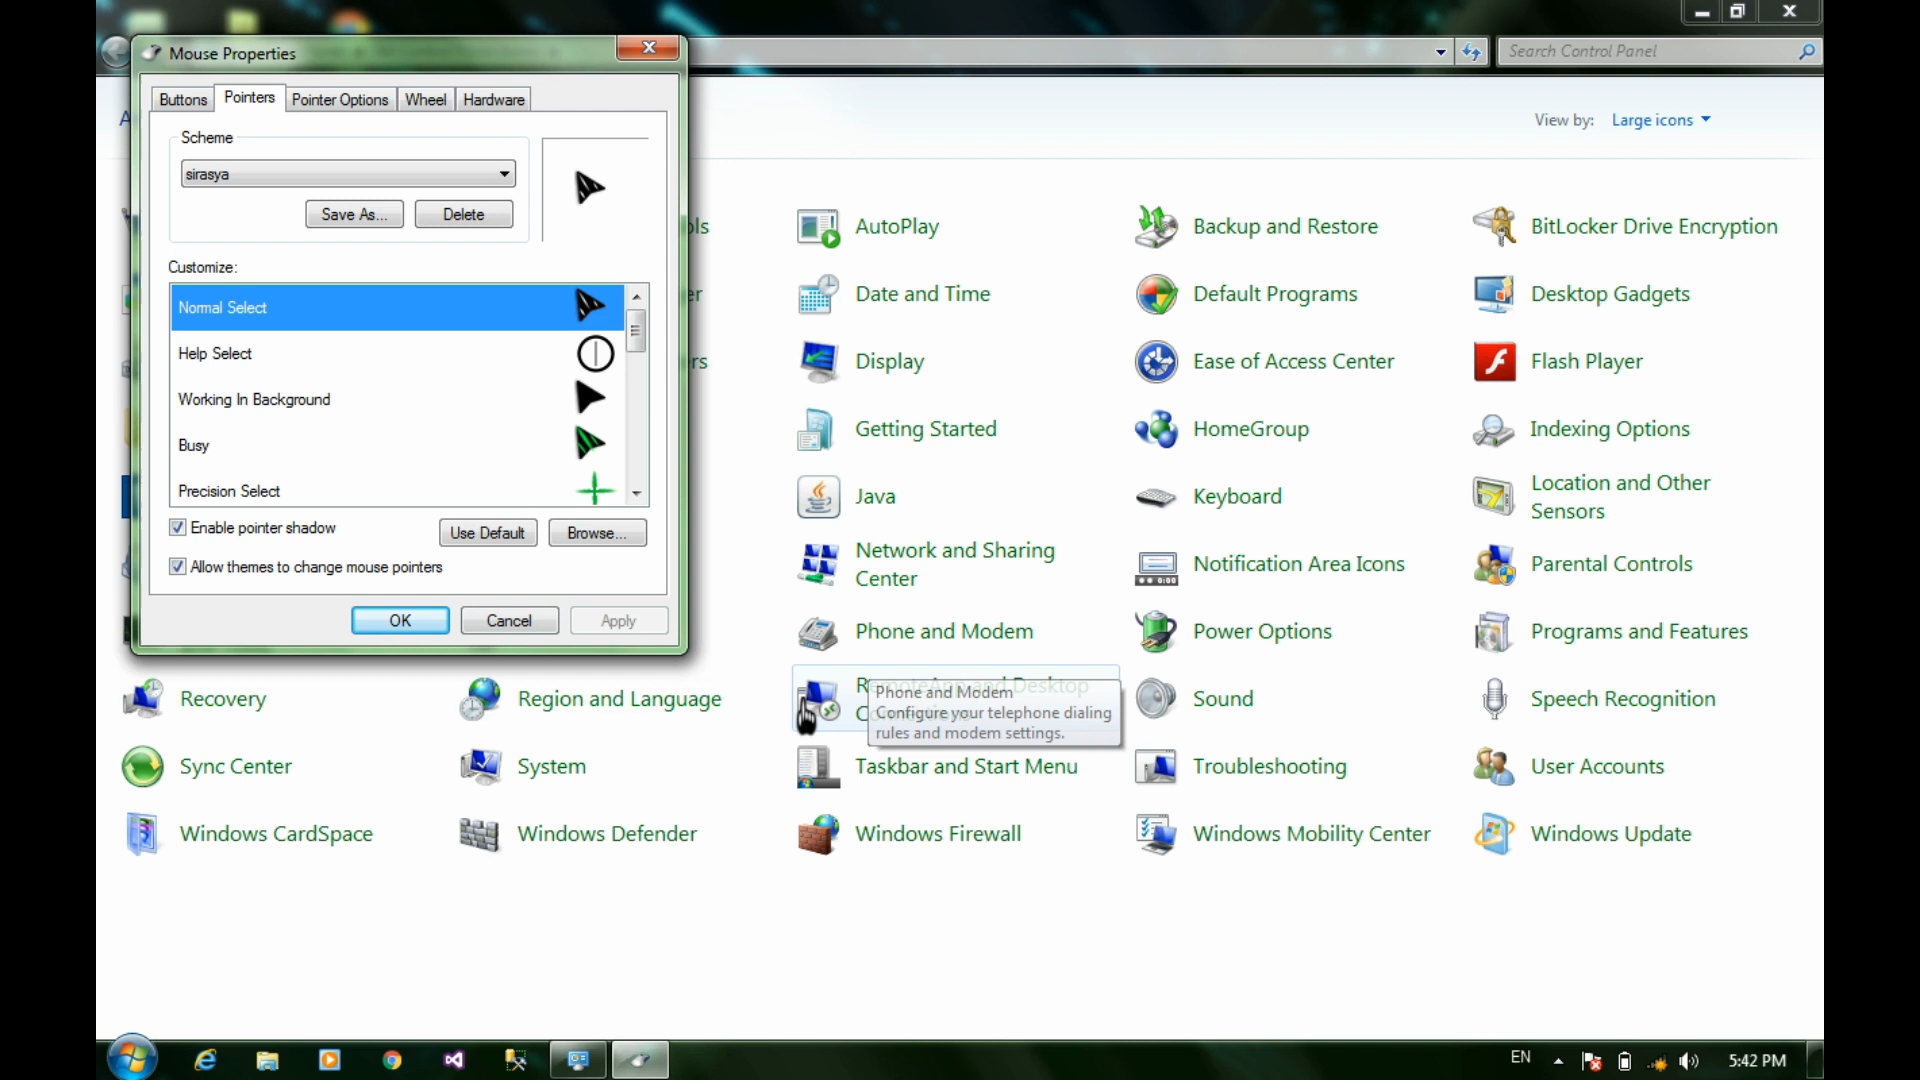 Mouse Properties
Search Control Panel
Buttons
Pointers
Pointer Options
Wheel
Hardware
View by: Large icons
Scheme
sirasya
Save As...
Delete
Customize:
Normal Select
Help Select
Working In Background
Busy
Precision Select
Enable pointer shadow
Use Default
Browse...
Allow themes to change mouse pointers
OK
Cancel
Apply
AutoPlay
Backup and Restore
BitLocker Drive Encryption
Date and Time
Default Programs
Desktop Gadgets
Display
Ease of Access Center
Flash Player
Getting Started
HomeGroup
Indexing Options
Java
Keyboard
Location and Other
Sensors
Network and Sharing
Center
Notification Area Icons
Parental Controls
Phone and Modem
Power Options
Programs and Features
Recovery
Region and Language
RemoteApp and Desktop
Phone and Modem
Configure your telephone dialing
rules and modem settings.
Sound
Speech Recognition
Sync Center
System
Taskbar and Start Menu
Troubleshooting
User Accounts
Windows CardSpace
Windows Defender
Windows Firewall
Windows Mobility Center
Windows Update
EN
5:42 PM